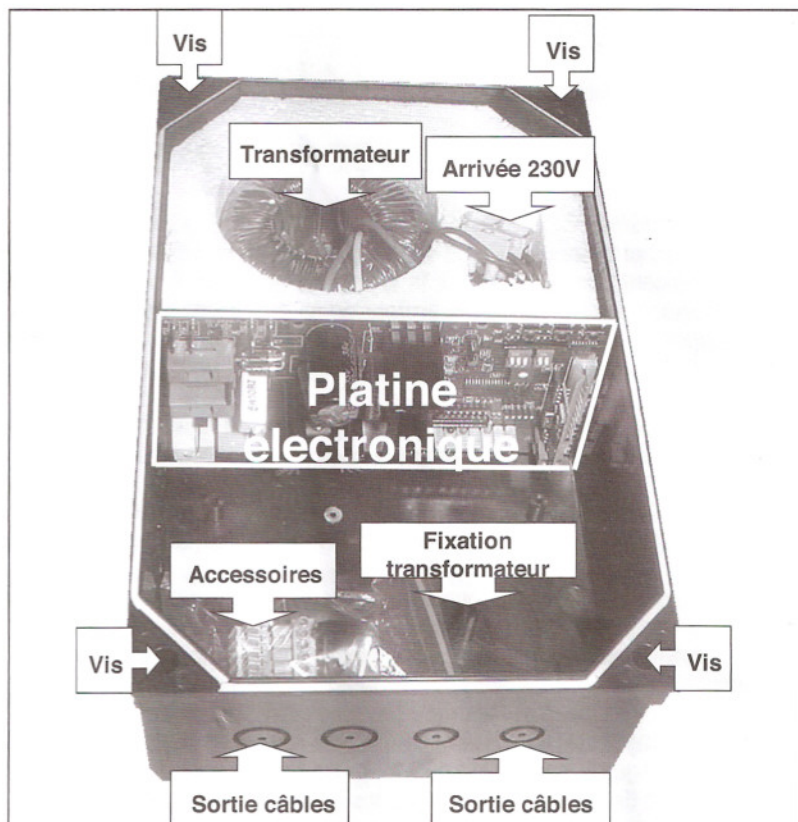 Vis
Vis
Transformateur
Arrivée 230V
Platine
électronique
Fixation
transformateur
Accessoires
Vis
Vis
Sortie câbles
Sortie câbles